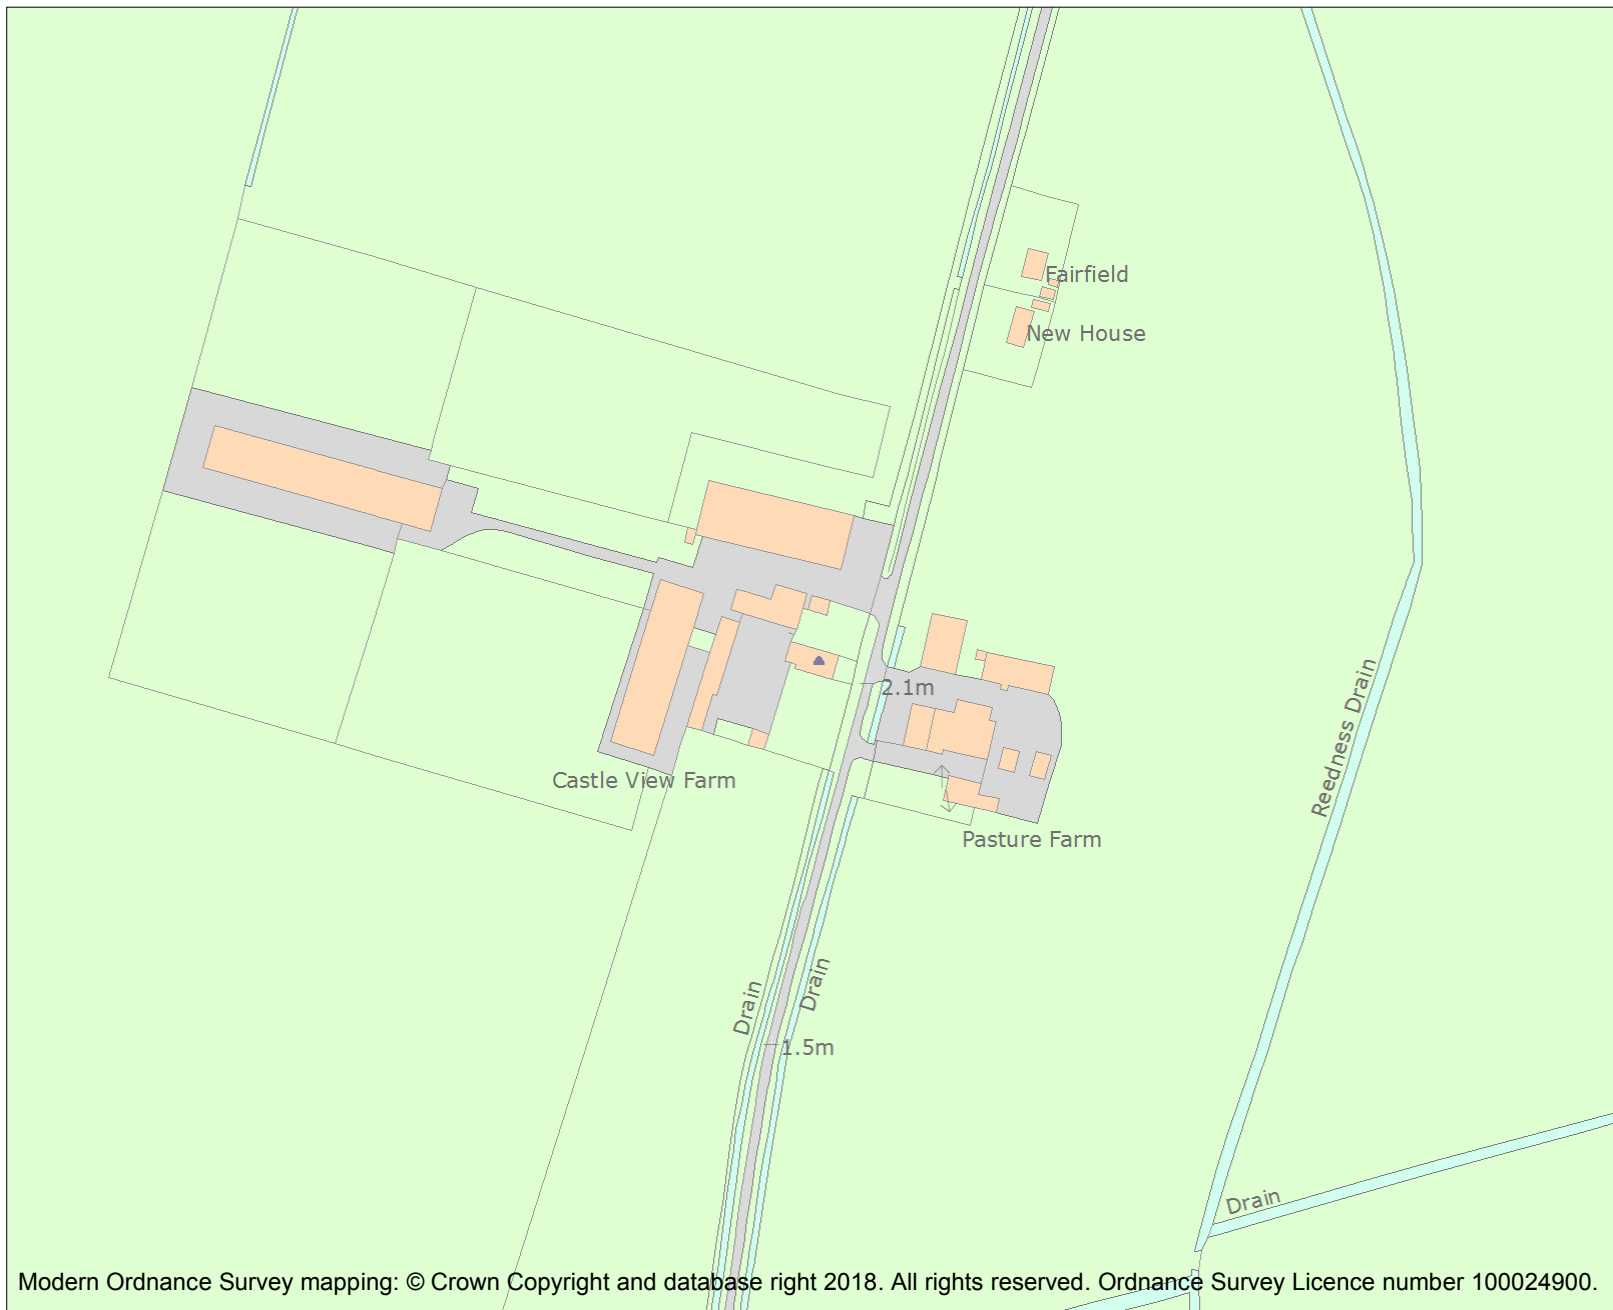 Fairfield
New House
2.1m
Reedness Drain
Castle View Farm
Pasture Farm
Drain
Drain
1.5m
Drain
Modern Ordnance Survey mapping: © Crown Copyright and database right 2018. All rights reserved. Ordnance Survey Licence number 100024900.